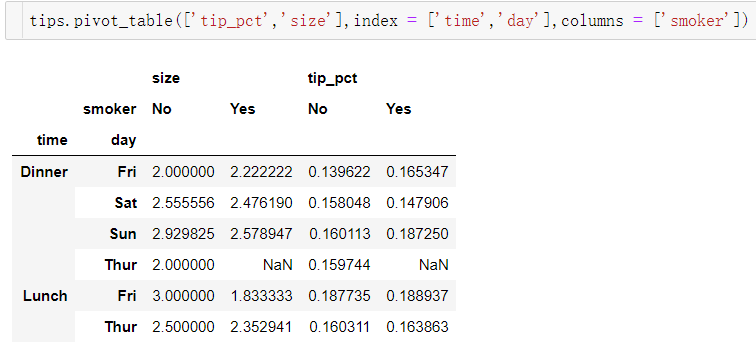 tips.pivot_table(['tip_pct','size'],index = ['time','day'],columns = ['smoker'])
size tip_pct
smoker No Yes No Yes
time day
Dinner Fri 2.000000 2.222222 0.139622 0.165347
Sat 2.555556 2.476190 0.158048 0.147906
Sun 2.929825 2.578947 0.160113 0.187250
Thur 2.000000 NaN 0.159744 NaN
Lunch Fri 3.000000 1.833333 0.187735 0.188937
Thur 2.500000 2.352941 0.160311 0.163863